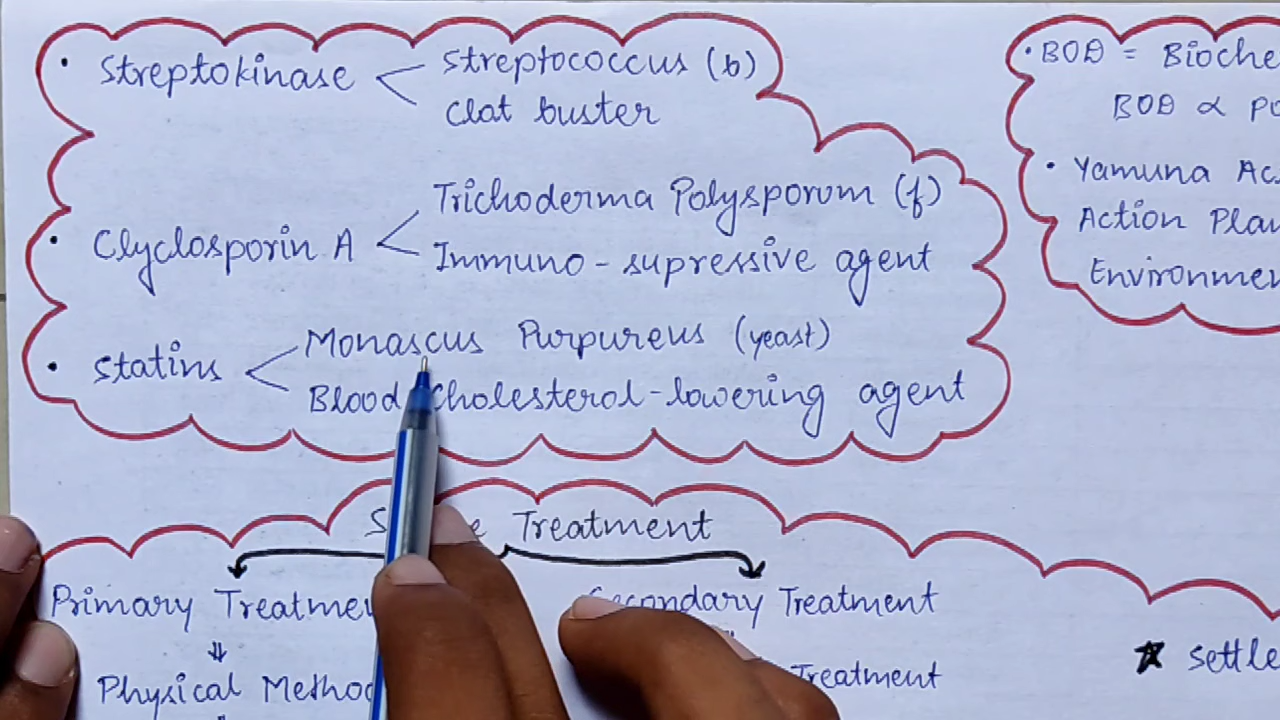 • Streptokinase < Streptococcus (b)
Clat buster
• Clyclosporin A < Trichoderma Polysporum (f)
Immuno-supressive agent
• Statins < Monascus Purpureus (yeast)
Blood Cholesterol-lowering agent
• BOD = Bioche
BOD ∝ Po
• Yamuna Ac
Action Plan
Environmen
Treatment
Primary Treatme
Secondary Treatment
Physical Metho
Treatment
★ Settle